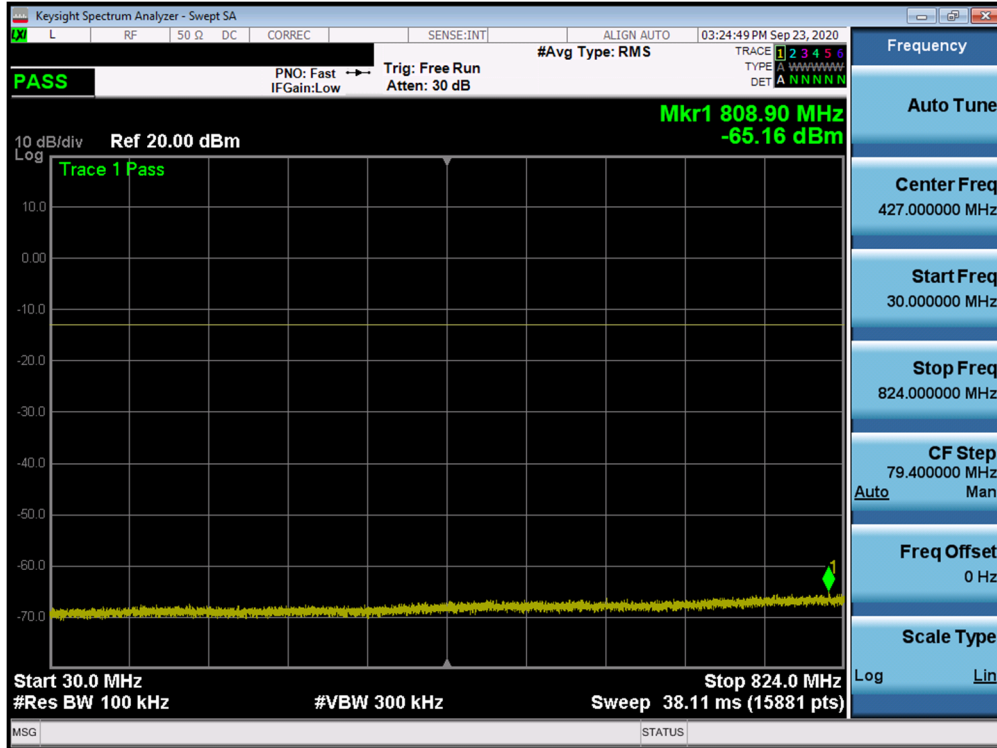 Keysight Spectrum Analyzer - Swept SA
LXI L RF 50 Ω DC CORREC SENSE:INT ALIGN AUTO 03:24:49 PM Sep 23, 2020
#Avg Type: RMS
TRACE 1 2 3 4 5 6
TYPE A WWWWW
DET A N N N N N
PASS
PNO: Fast
IFGain:Low
Trig: Free Run
Atten: 30 dB
Mkr1 808.90 MHz
-65.16 dBm
10 dB/div Ref 20.00 dBm
Log
Trace 1 Pass
10.0
0.00
-10.0
-20.0
-30.0
-40.0
-50.0
-60.0
1
-70.0
Start 30.0 MHz Stop 824.0 MHz
#Res BW 100 kHz #VBW 300 kHz Sweep 38.11 ms (15881 pts)
MSG STATUS
Frequency
Auto Tune
Center Freq
427.000000 MHz
Start Freq
30.000000 MHz
Stop Freq
824.000000 MHz
CF Step
79.400000 MHz
Auto Man
Freq Offset
0 Hz
Scale Type
Log Lin